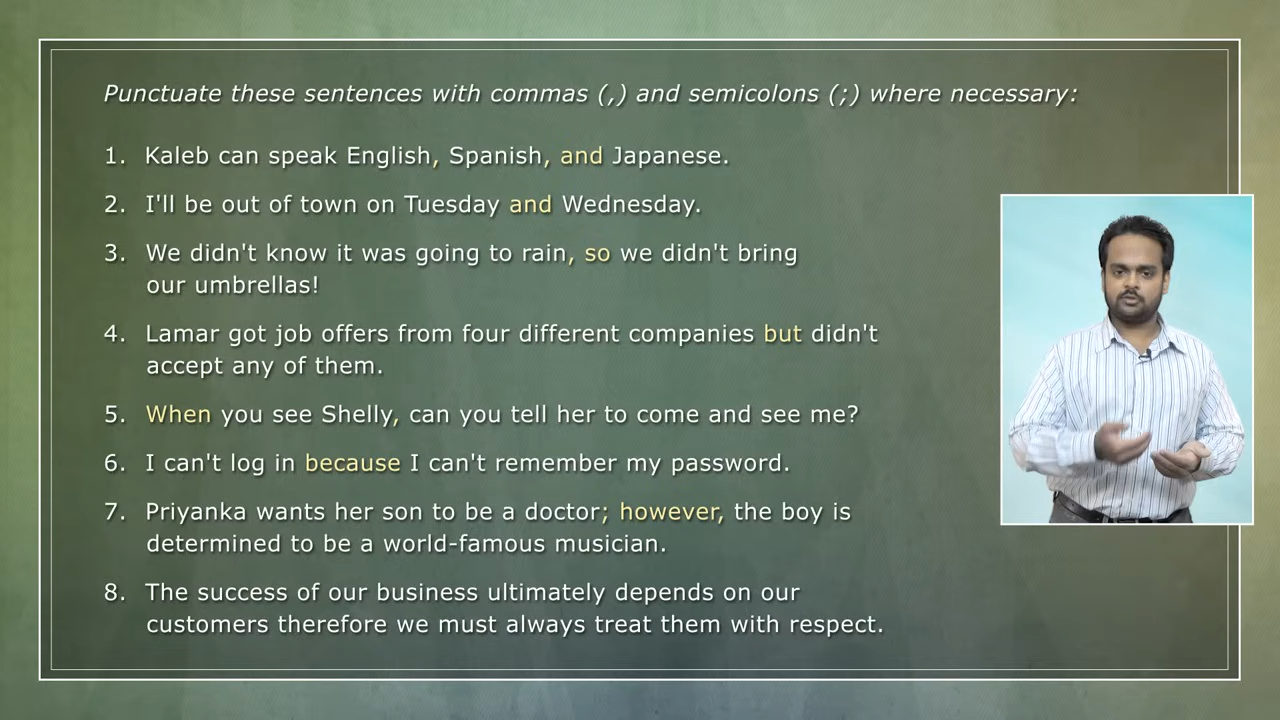 Punctuate these sentences with commas (,) and semicolons (;) where necessary:
1. Kaleb can speak English, Spanish, and Japanese.
2. I'll be out of town on Tuesday and Wednesday.
3. We didn't know it was going to rain, so we didn't bring
our umbrellas!
4. Lamar got job offers from four different companies but didn't
accept any of them.
5. When you see Shelly, can you tell her to come and see me?
6. I can't log in because I can't remember my password.
7. Priyanka wants her son to be a doctor; however, the boy is
determined to be a world-famous musician.
8. The success of our business ultimately depends on our
customers therefore we must always treat them with respect.